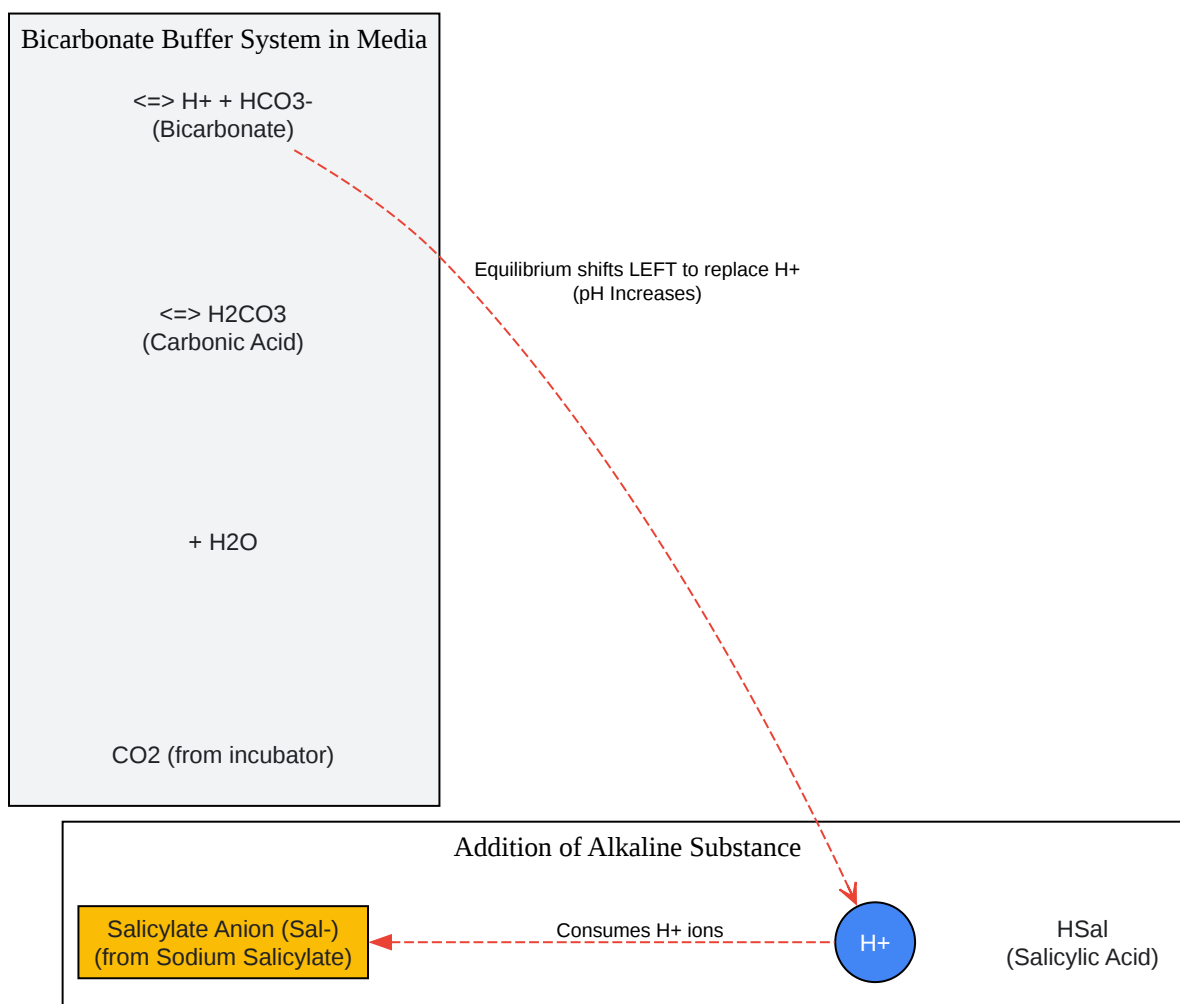 Bicarbonate Buffer System in Media
<=> H+ + HCO3-
(Bicarbonate)
Equilibrium shifts LEFT to replace H+
(pH Increases)
<=> H2CO3
(Carbonic Acid)
+ H2O
CO2 (from incubator)
Addition of Alkaline Substance
Salicylate Anion (Sal-)
(from Sodium Salicylate)
Consumes H+ ions
H+
HSal
(Salicylic Acid)